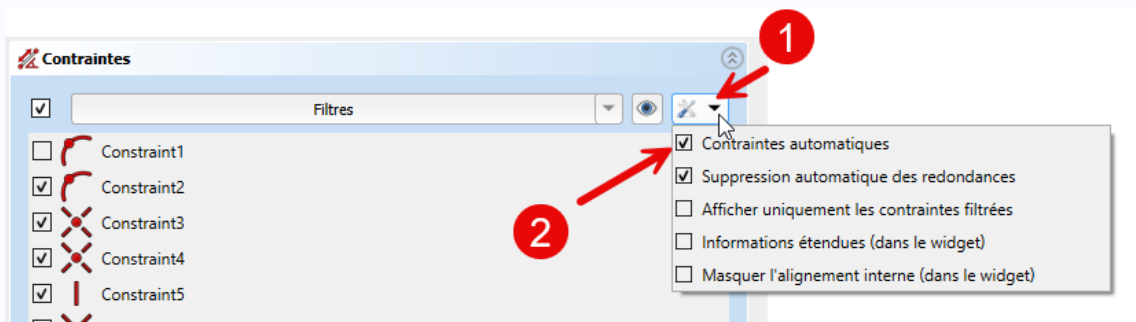 1
Contraintes
Filtres
Constraint1
Contraintes automatiques
Constraint2
Suppression automatique des redondances
Constraint3
Afficher uniquement les contraintes filtrées
2
Constraint4
Informations étendues (dans le widget)
Constraint5
Masquer l'alignement interne (dans le widget)